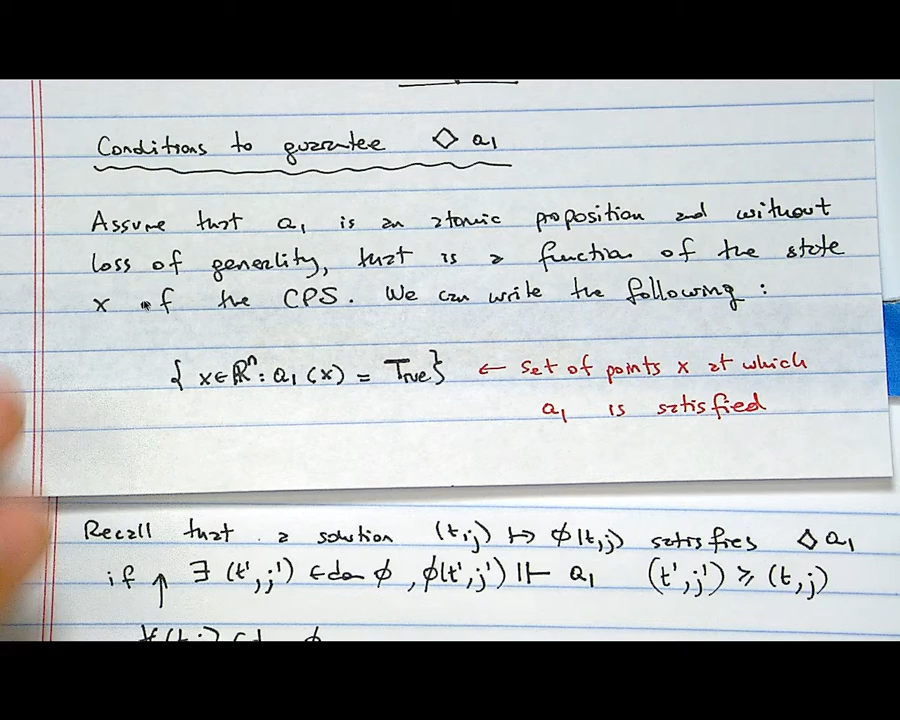 Conditions to guarantee ◇ a₁
Assume that a₁ is an atomic proposition and without
loss of generality, that is a function of the state
x of the CPS. We can write the following :
{ x ∈ ℝⁿ : a₁(x) = True } ← set of points x at which
a₁ is satisfied
Recall that a solution (t,j) ↦ ϕ(t,j) satisfies ◇ a₁
if ↑ ∃ (t',j') ∈ dom ϕ , ϕ(t',j') ⊩ a₁ (t',j') ≥ (t,j)